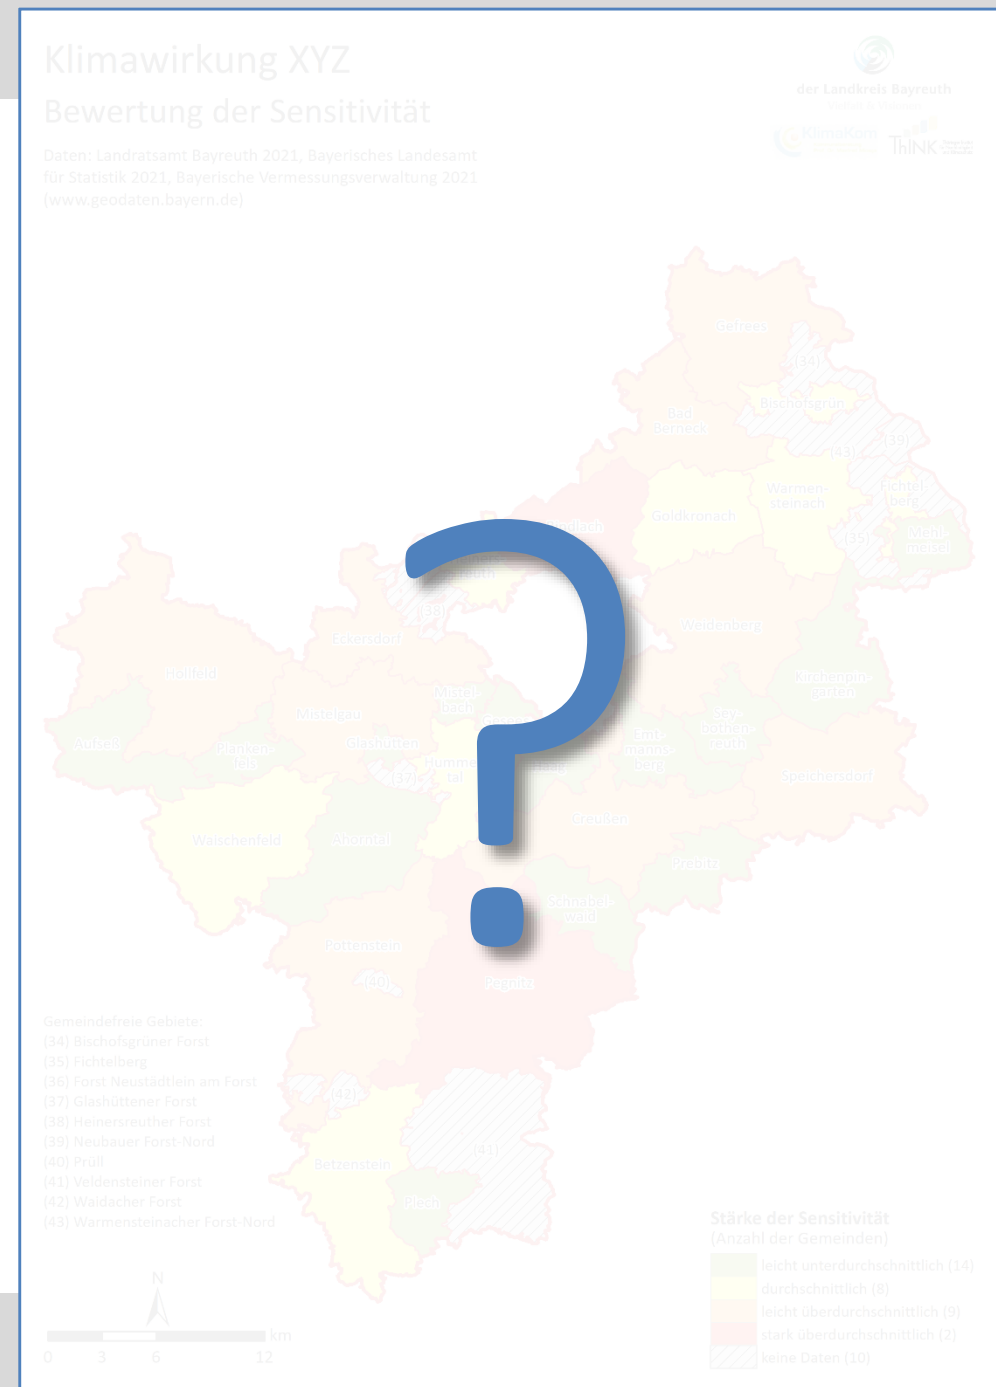 Klimawirkung XYZ
Bewertung der Sensitivität
Daten: Landratsamt Bayreuth 2021, Bayerisches Landesamt
für Statistik 2021, Bayerische Vermessungsverwaltung 2021
(www.geodaten.bayern.de)
der Landkreis Bayreuth
KlimaKom
ThINK
Gefrees
(34)
Bischofsgrün
Bad
Berneck
(39)
(43)
Warmen-
steinach
Fichtel-
berg
Goldkronach
(35)
Mehl-
meisel
(38)
Eckersdorf
Weidenberg
Hollfeld
Kirchenpin-
garten
Mistel-
bach
Mistelgau
Sey-
bothen-
reuth
Aufseß
Planken-
fels
Glashütten
Emt-
manns-
berg
Haag
(37)
Speichersdorf
Creußen
Waischenfeld
Ahorntal
Prebitz
Schnabel-
wald
Pottenstein
(40)
Pegnitz
(42)
(41)
Betzenstein
Plech
Gemeindefreie Gebiete:
(34) Bischofsgrüner Forst
(35) Fichtelberg
(36) Forst Neustädtlein am Forst
(37) Glashüttener Forst
(38) Heinersreuther Forst
(39) Neubauer Forst-Nord
(40) Prüll
(41) Veldensteiner Forst
(42) Waidacher Forst
(43) Warmensteinacher Forst-Nord
N
km
0 3 6 12
Stärke der Sensitivität
(Anzahl der Gemeinden)
leicht unterdurchschnittlich (14)
durchschnittlich (8)
leicht überdurchschnittlich (9)
stark überdurchschnittlich (2)
keine Daten (10)
?